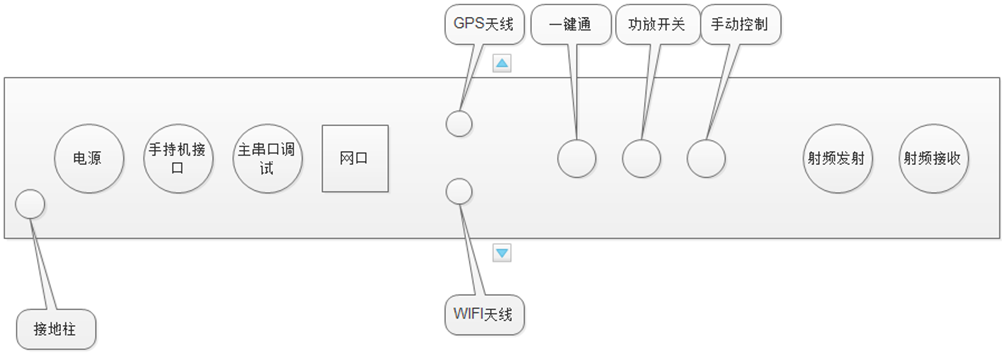 GPS天线
一键通
功放开关
手动控制
电源
手持机接
口
主串口调
试
网口
射频发射
射频接收
接地柱
WIFI天线